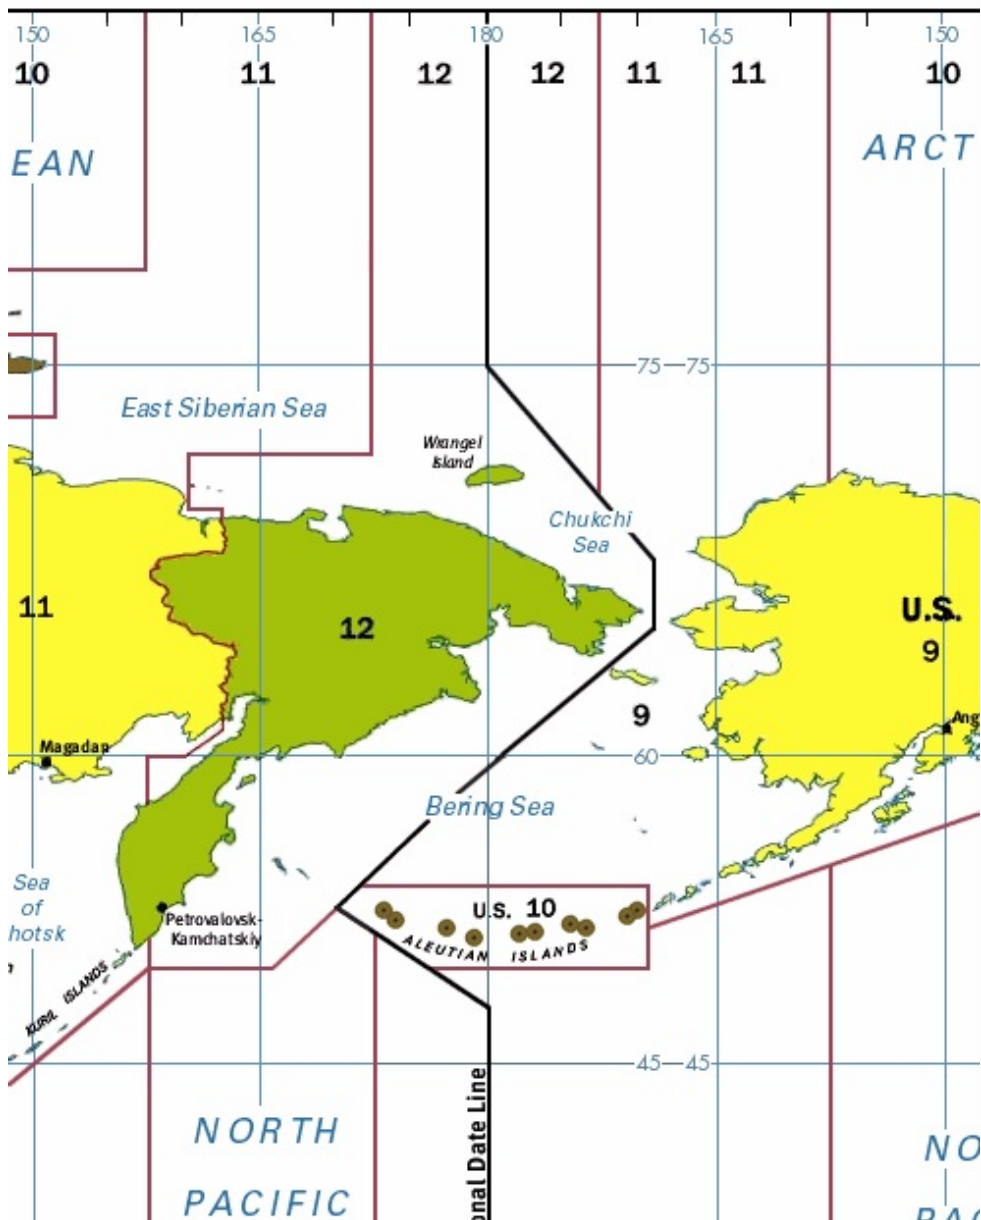 150 165 180 165 150
10 11 12 12 11 11 10
EAN
ARCT
75 75
East Siberian Sea
Wrangel
Island
Chukchi
Sea
11
12
U.S.
9
9
Magadan
Ang
60
Bering Sea
Sea
of
hotsk
Petrovalovsk-
Kamchatskiy
U.S. 10
ALEUTIAN ISLANDS
KURIL ISLANDS
45 45
onal Date Line
NORTH
PACIFIC
NO
PAC